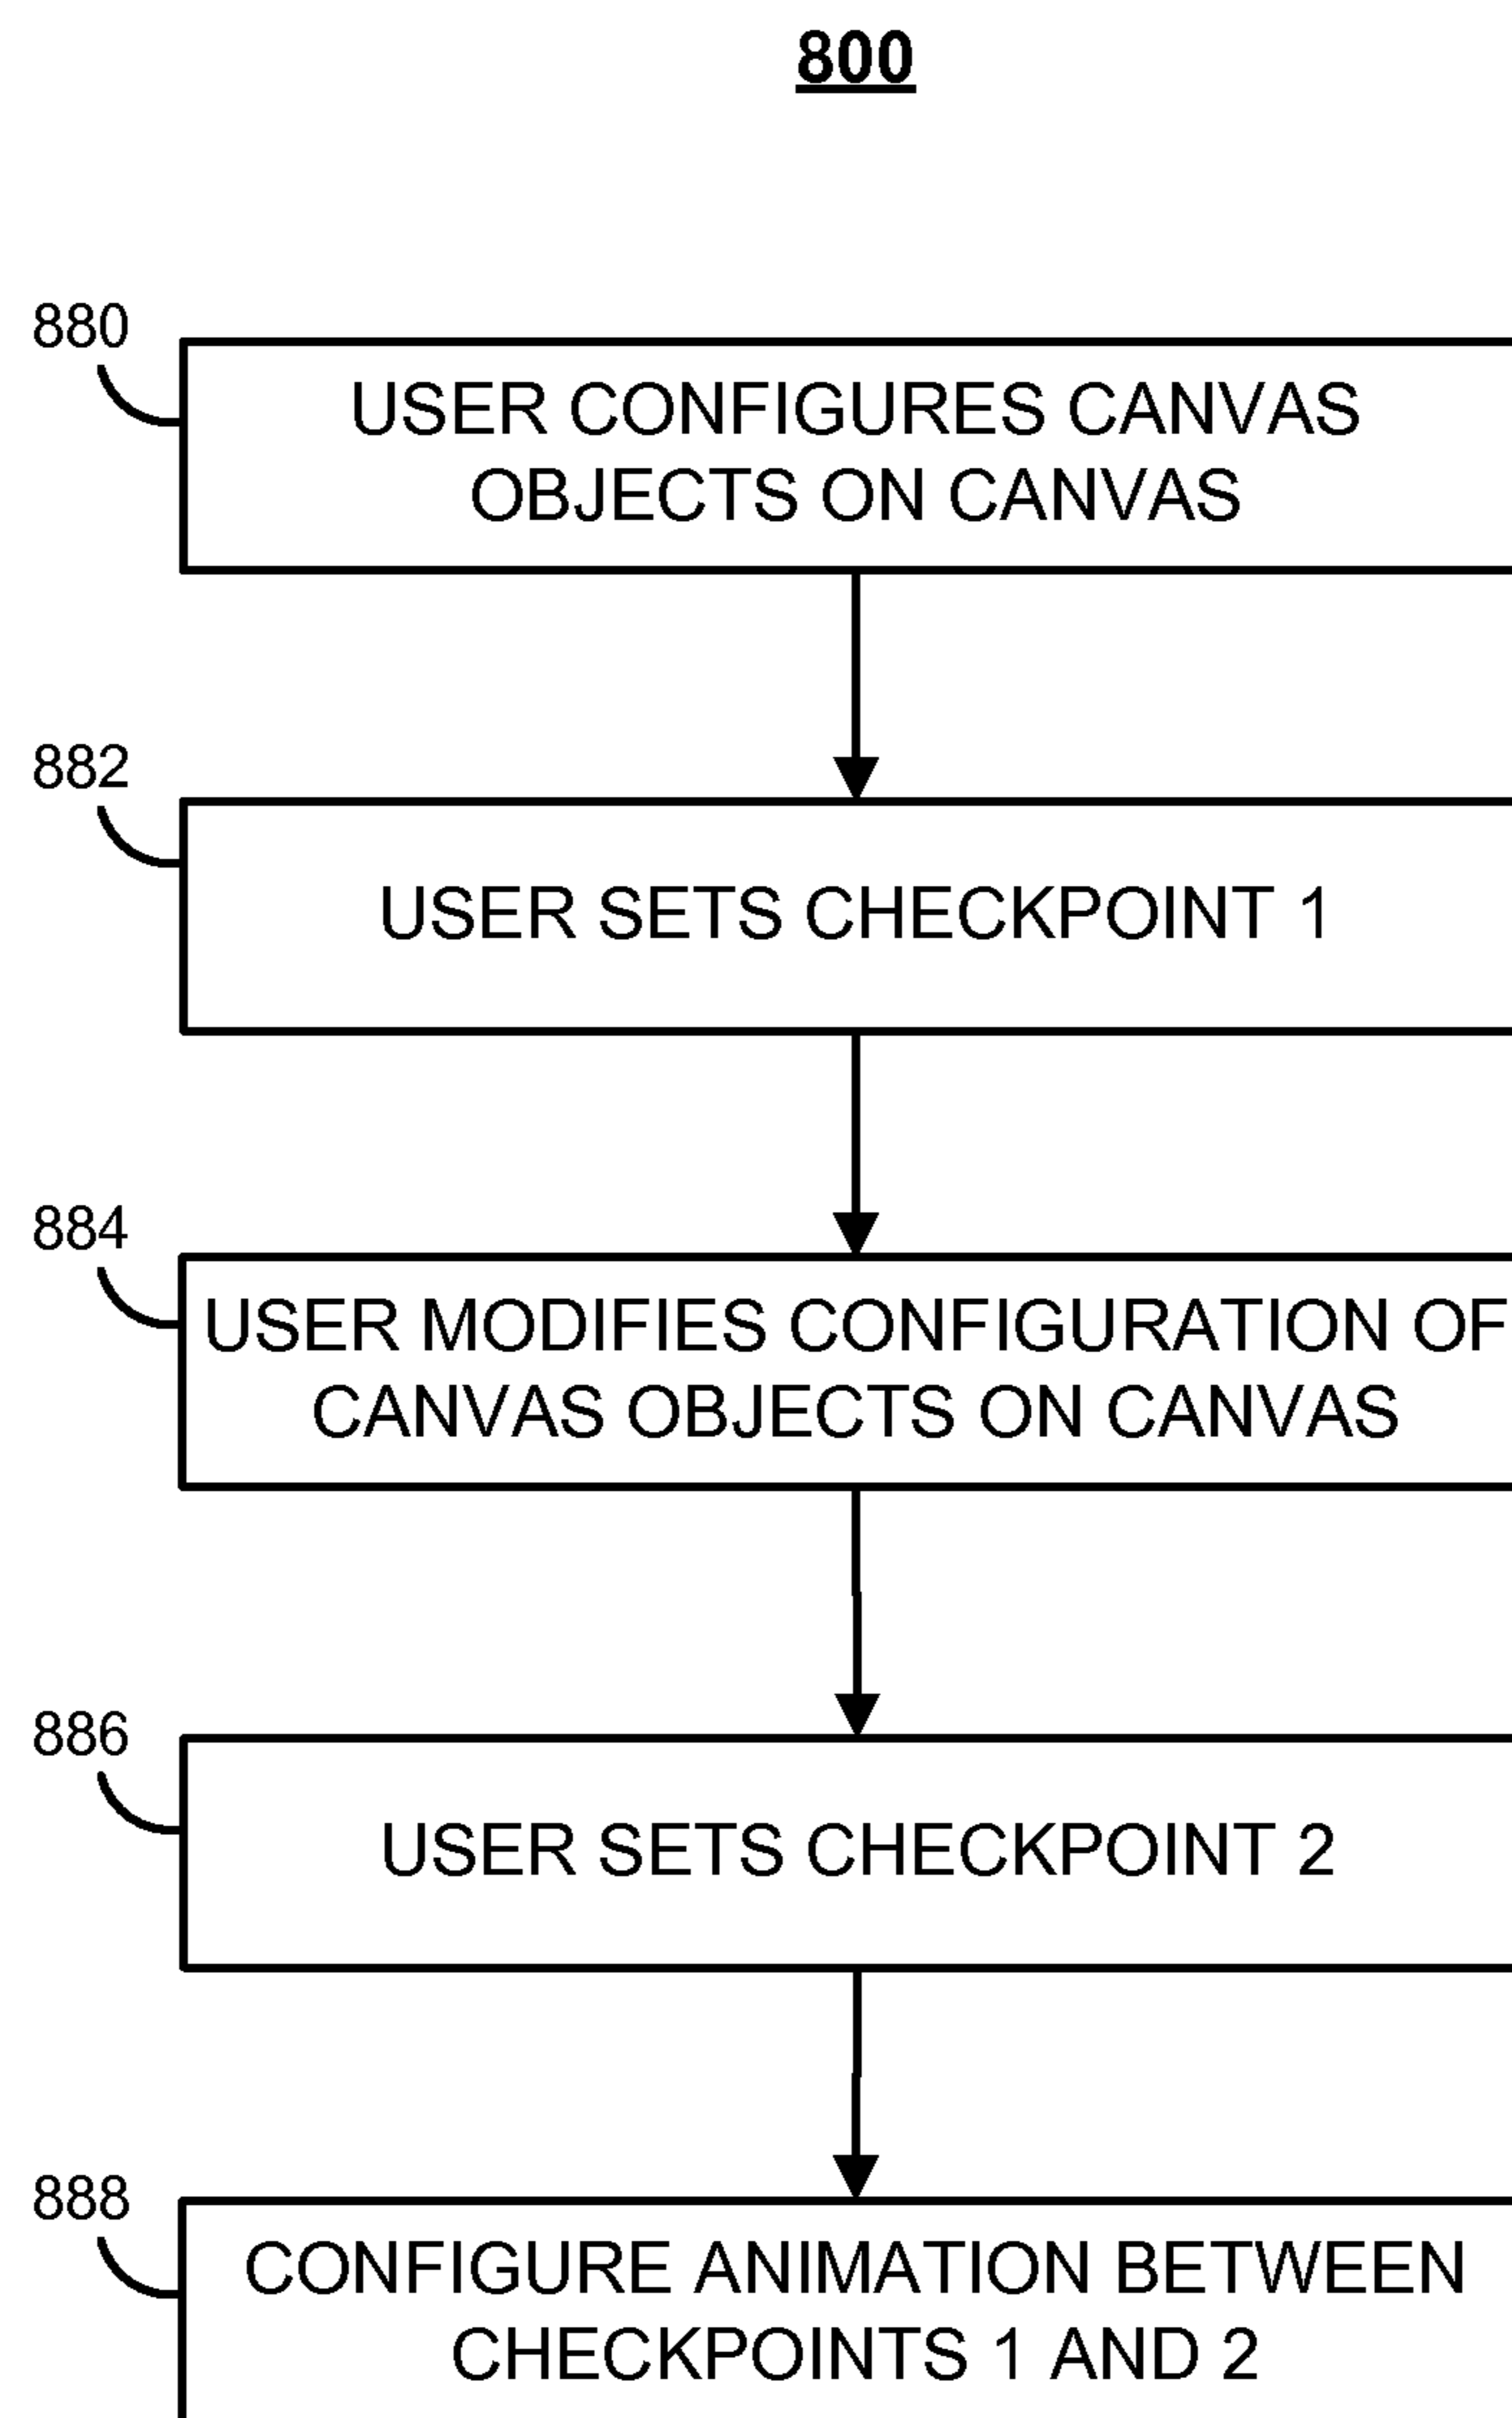 800
880
USER CONFIGURES CANVAS
OBJECTS ON CANVAS
882
USER SETS CHECKPOINT 1
884
USER MODIFIES CONFIGURATION OF
CANVAS OBJECTS ON CANVAS
886
USER SETS CHECKPOINT 2
888
CONFIGURE ANIMATION BETWEEN
CHECKPOINTS 1 AND 2